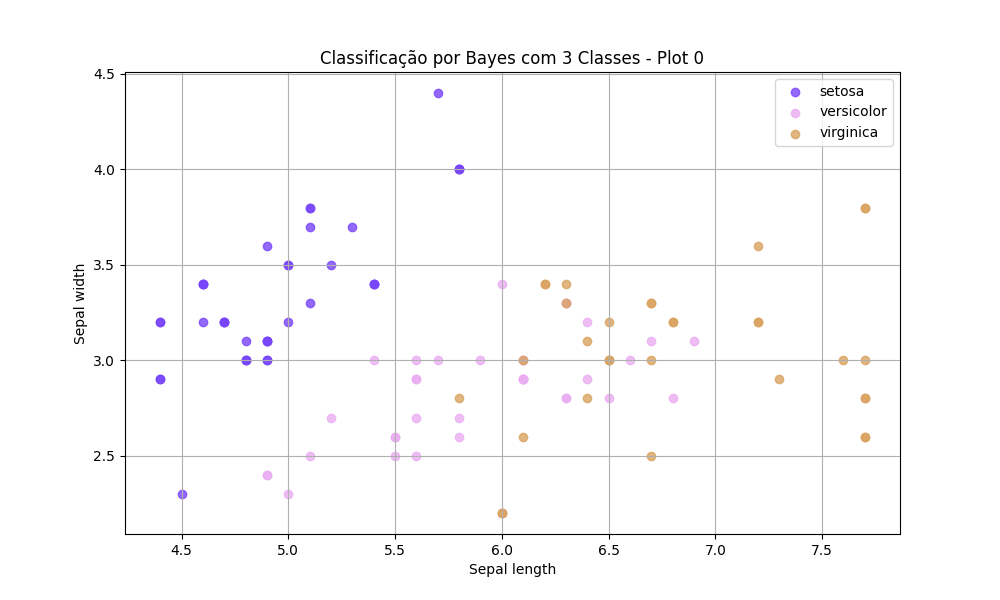 Classificação por Bayes com 3 Classes - Plot 0
setosa
versicolor
virginica
4.5
4.0
3.5
3.0
2.5
Sepal width
4.5
5.0
5.5
6.0
6.5
7.0
7.5
Sepal length